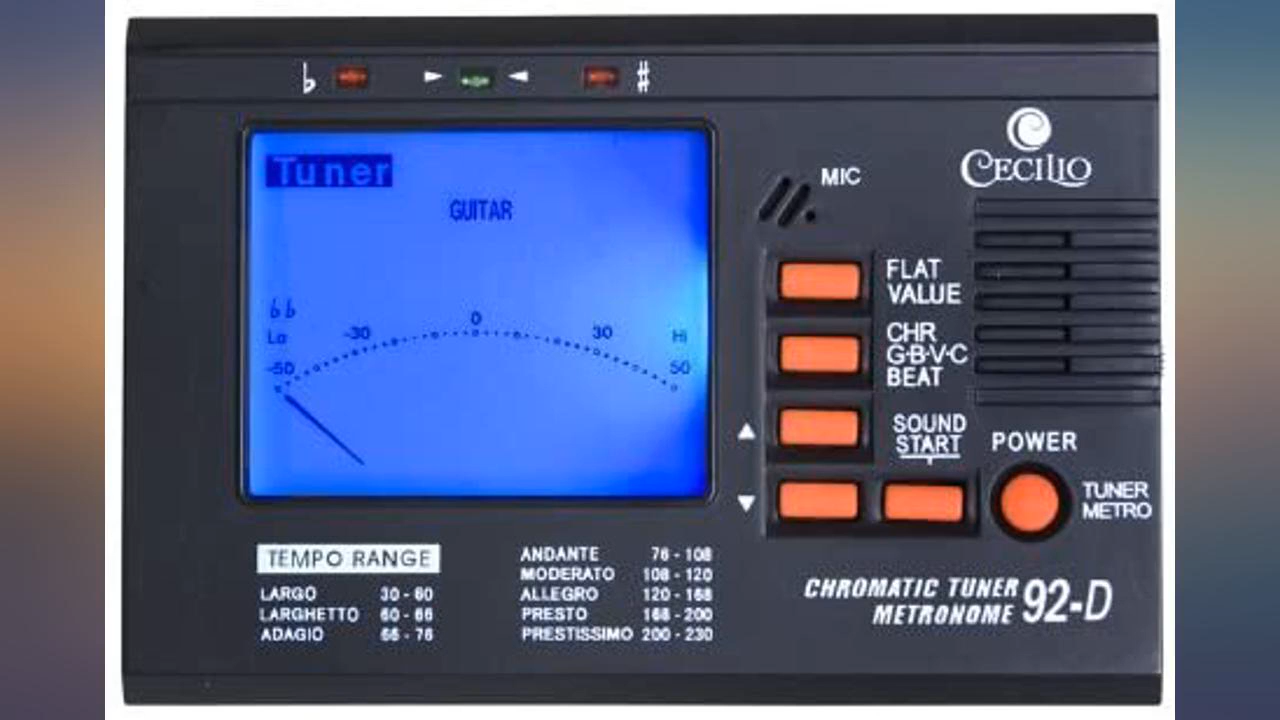 ♭ ► ◄ ♯
CECILIO
Tuner
MIC
GUITAR
FLAT
VALUE
♭♭
-30 0 30
Lo Hi
-50 50
CHR
G·B·V·C
BEAT
▲
SOUND
START
POWER
▼
TUNER
METRO
TEMPO RANGE
LARGO 30 - 60
LARGHETTO 60 - 66
ADAGIO 66 - 76
ANDANTE 76 - 108
MODERATO 108 - 120
ALLEGRO 120 - 168
PRESTO 168 - 200
PRESTISSIMO 200 - 230
CHROMATIC TUNER
METRONOME 92-D